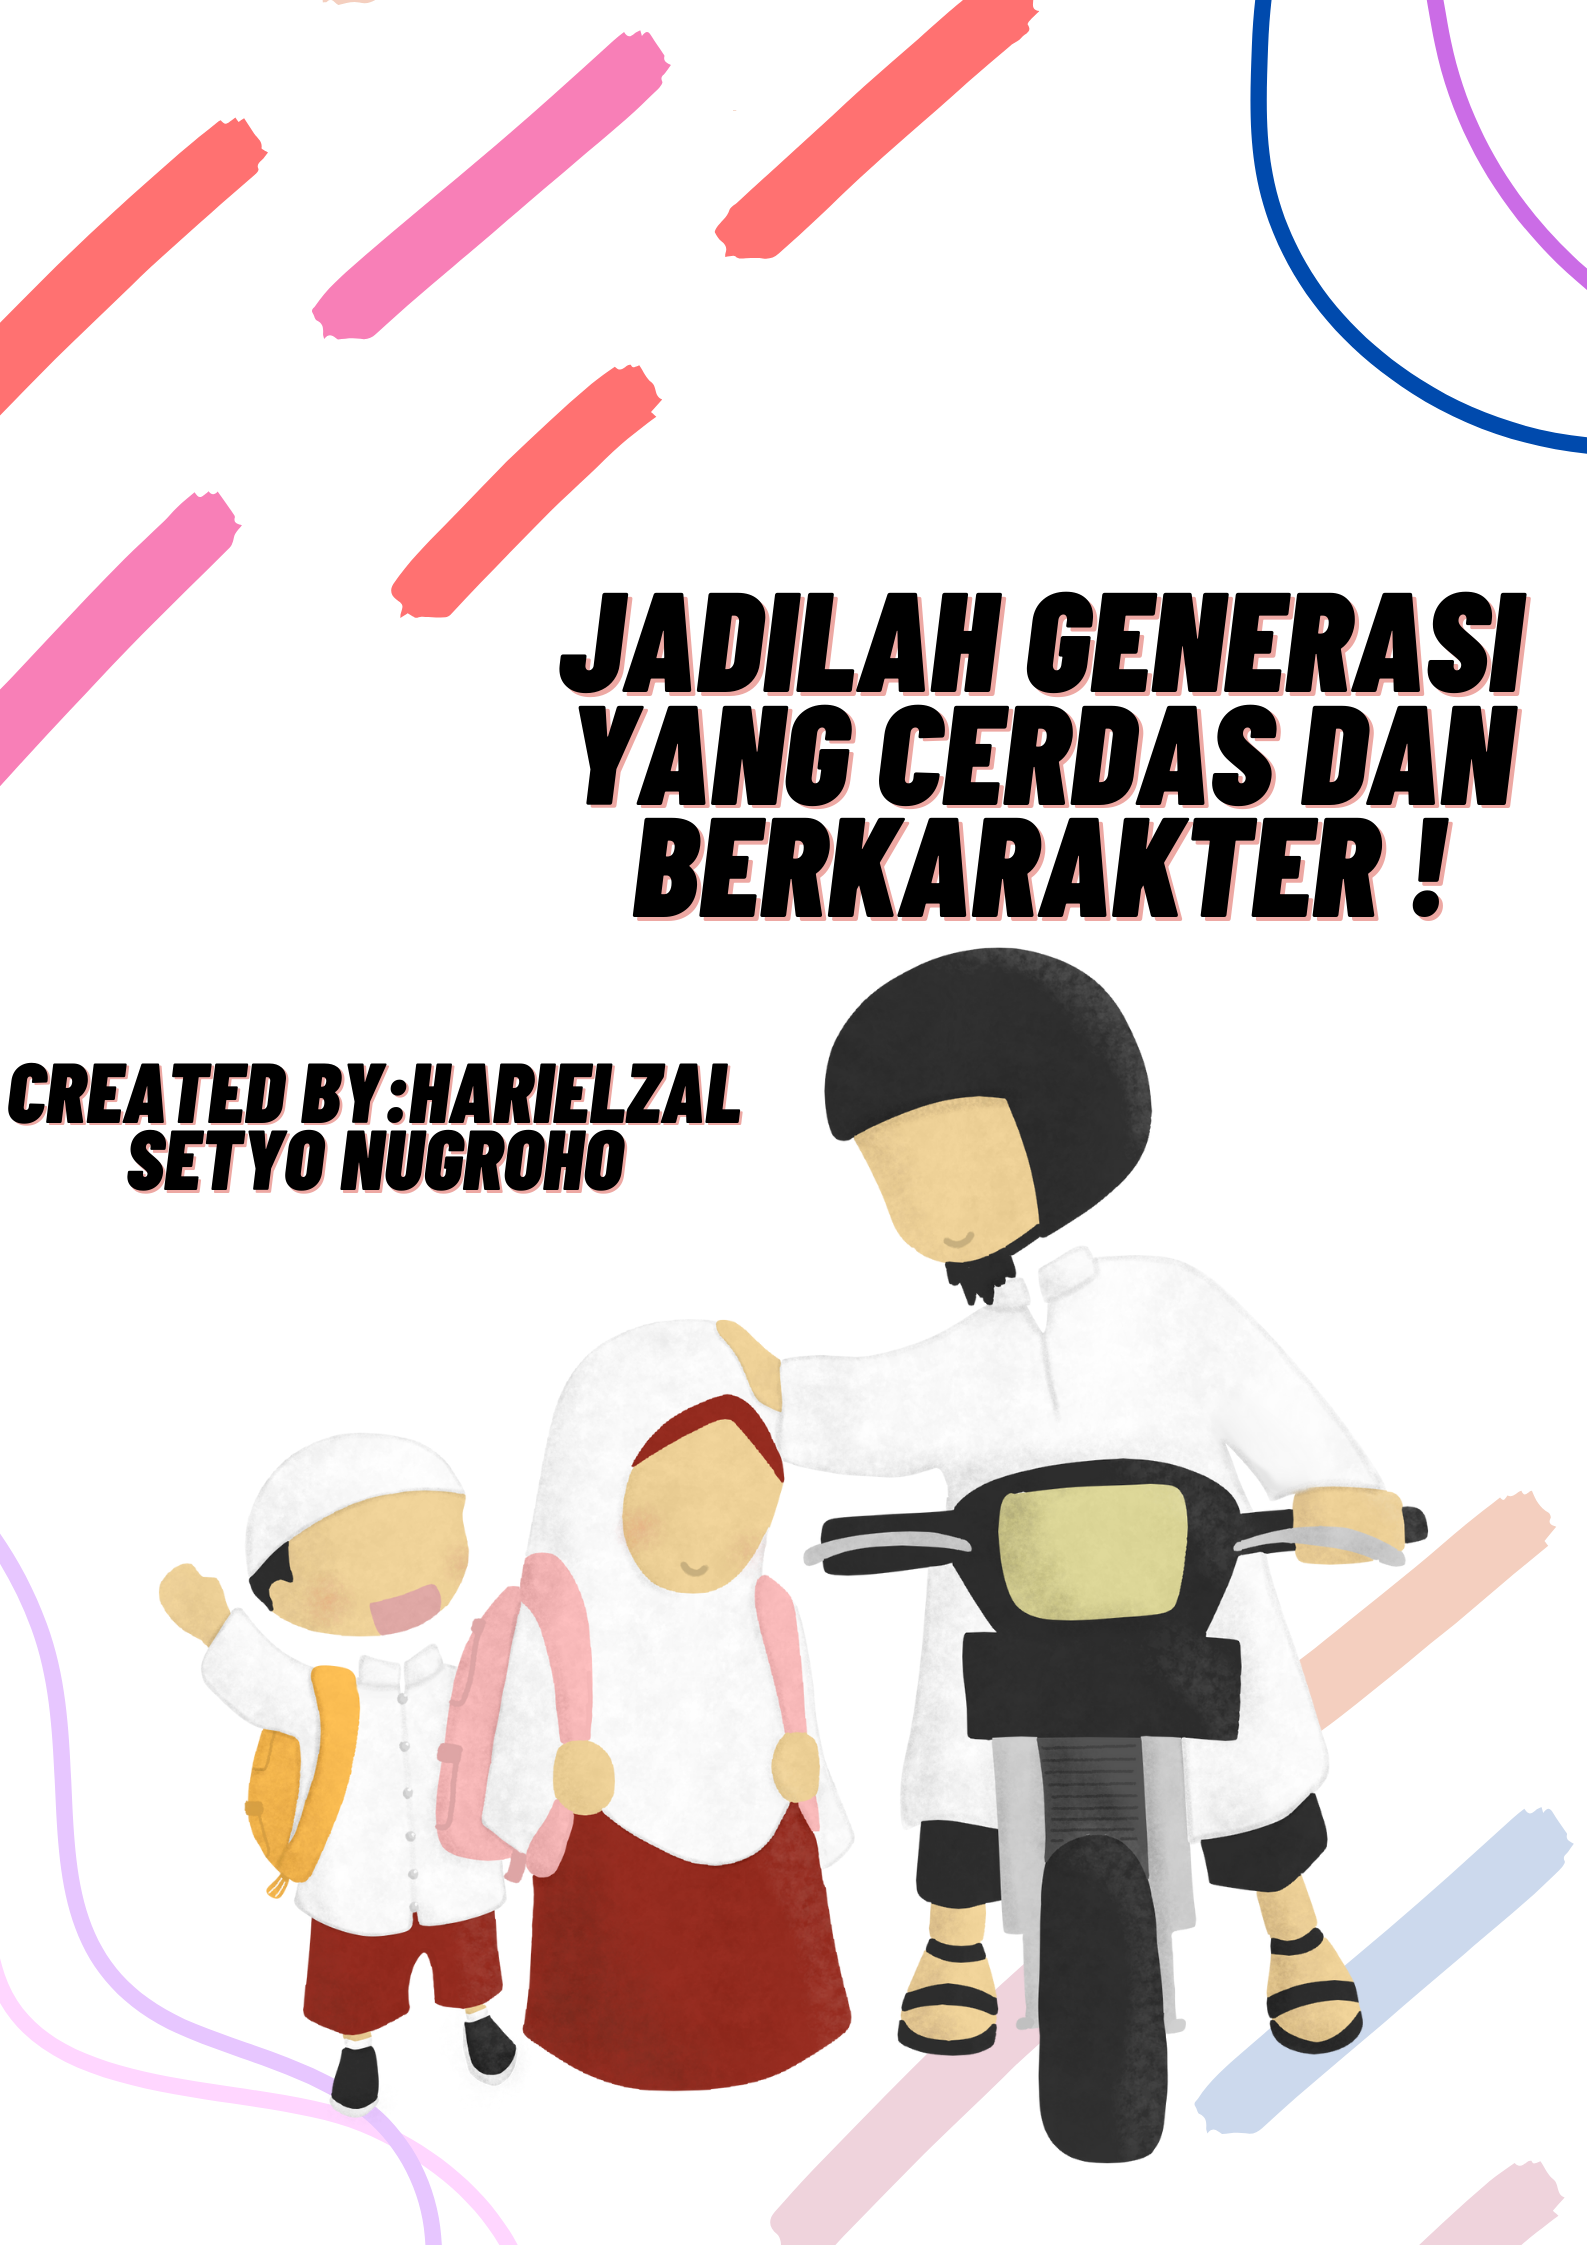 JADILAH GENERASI
YANG CERDAS DAN
BERKARAKTER !
CREATED BY:HARIELZAL
SETYO NUGROHO